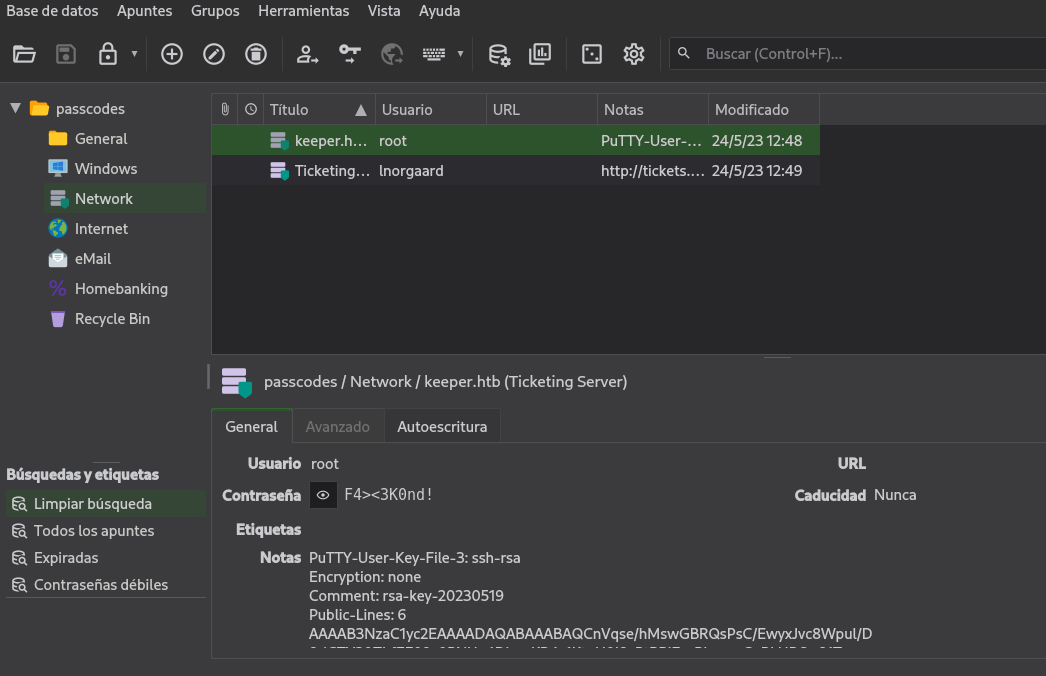 Base de datos Apuntes Grupos Herramientas Vista Ayuda
Buscar (Control+F)...
passcodes
General
Windows
Network
Internet
eMail
Homebanking
Recycle Bin
Título Usuario URL Notas Modificado
keeper.h... root PuTTY-User-... 24/5/23 12:48
Ticketing... lnorgaard http://tickets.... 24/5/23 12:49
passcodes / Network / keeper.htb (Ticketing Server)
General Avanzado Autoescritura
Usuario root URL
Contraseña F4><3K0nd! Caducidad Nunca
Etiquetas
Notas PuTTY-User-Key-File-3: ssh-rsa
Encryption: none
Comment: rsa-key-20230519
Public-Lines: 6
AAAAB3NzaC1yc2EAAAADAQABAAABAQCnVqse/hMswGBRQsPsC/EwyxJvc8Wpul/D
Búsquedas y etiquetas
Limpiar búsqueda
Todos los apuntes
Expiradas
Contraseñas débiles